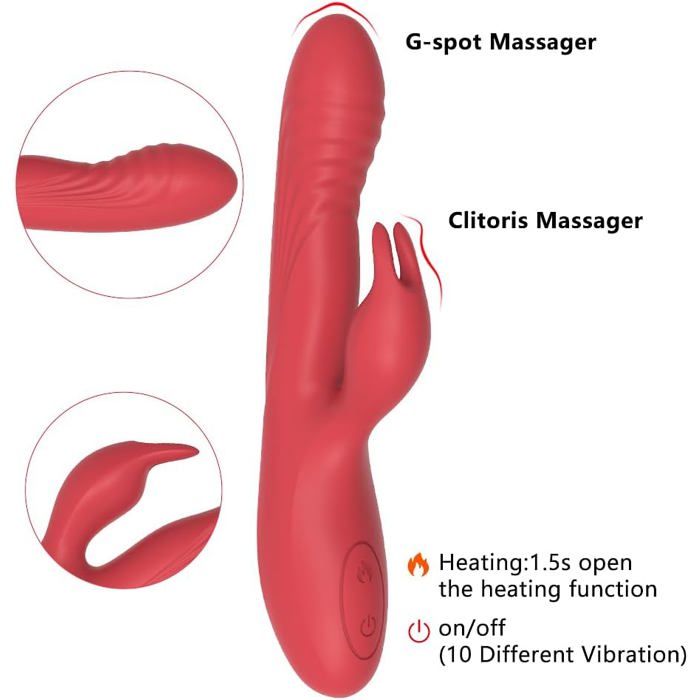 G-spot Massager
Clitoris Massager
Heating:1.5s open
the heating function
on/off
(10 Different Vibration)